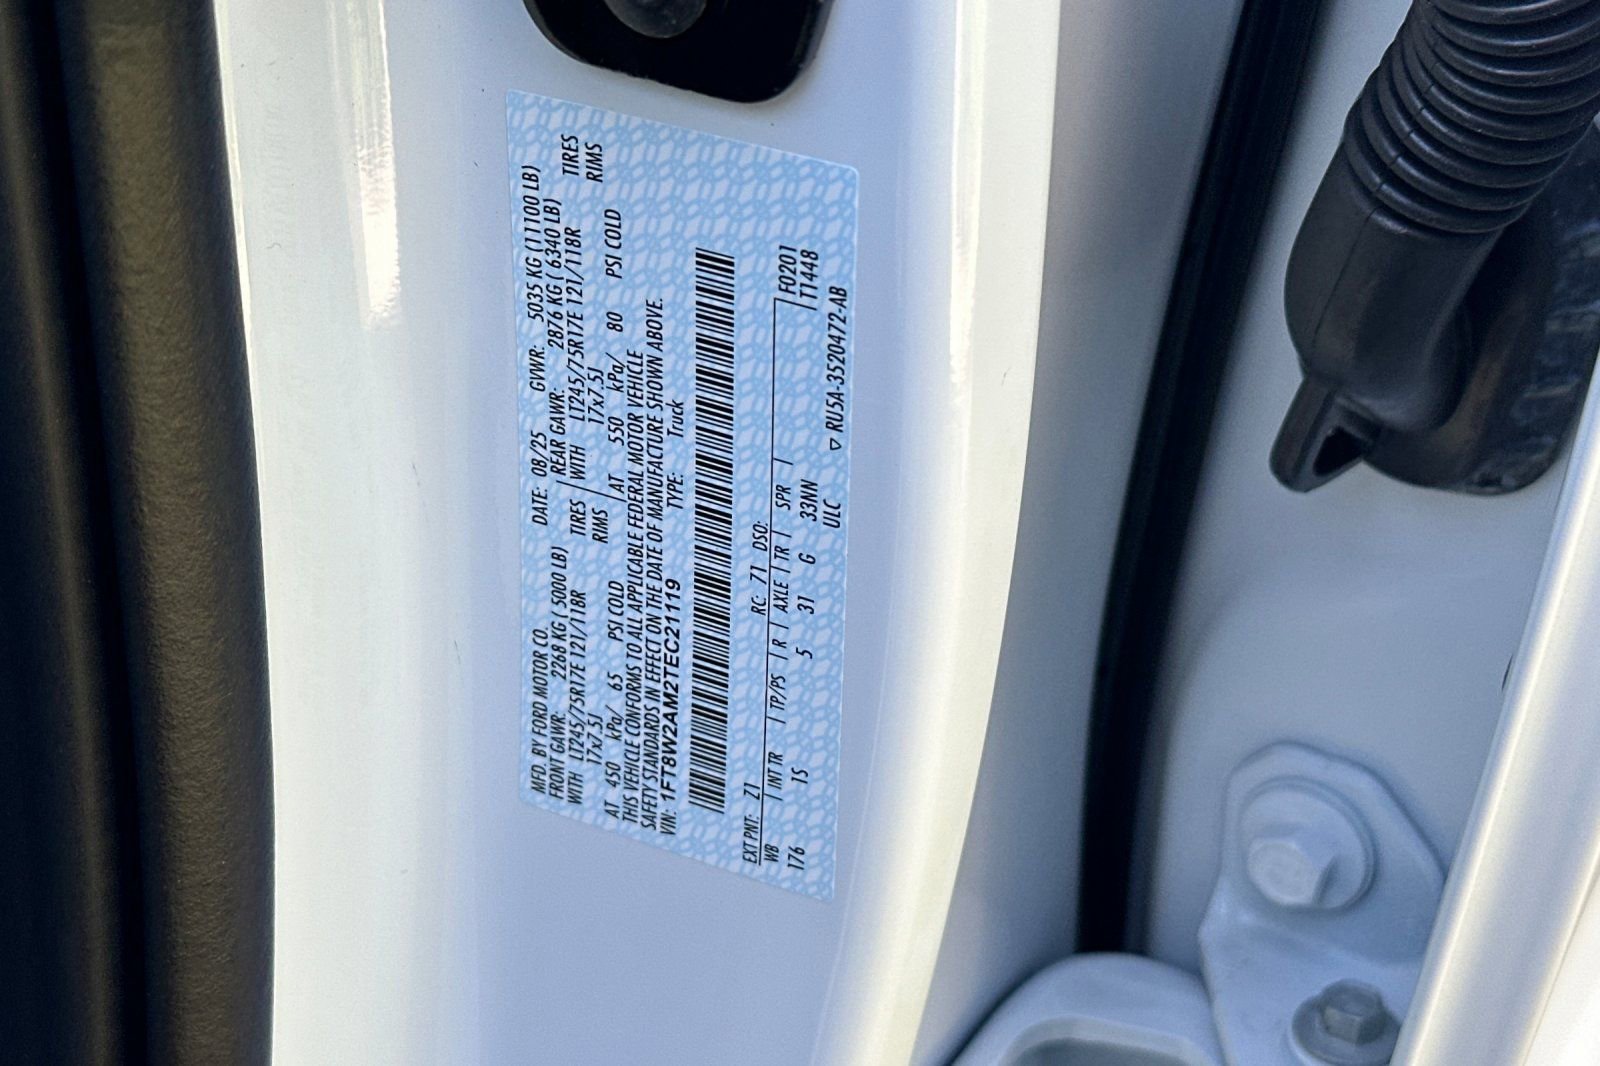 MFD. BY FORD MOTOR CO. DATE: 08/25 GVWR: 5035 KG (11100 LB)
FRONT GAWR: 2268 KG ( 5000 LB) REAR GAWR: 2876 KG ( 6340 LB)
WITH LT245/75R17E 121/118R TIRES WITH LT245/75R17E 121/118R TIRES
17x7.5J RIMS 17x7.5J RIMS
AT 450 kPa/ 65 PSI COLD AT 550 kPa/ 80 PSI COLD
THIS VEHICLE CONFORMS TO ALL APPLICABLE FEDERAL MOTOR VEHICLE
SAFETY STANDARDS IN EFFECT ON THE DATE OF MANUFACTURE SHOWN ABOVE.
VIN: 1FT8W2AM2TEC21119 TYPE: Truck
EXT PNT: Z1 RC: 71 DSO: F0201
WB | INT TR | TP/PS | R | AXLE | TR | SPR | T1448
176 1S 5 31 G 33NN
ULC ▽ RU5A-3520472-AB